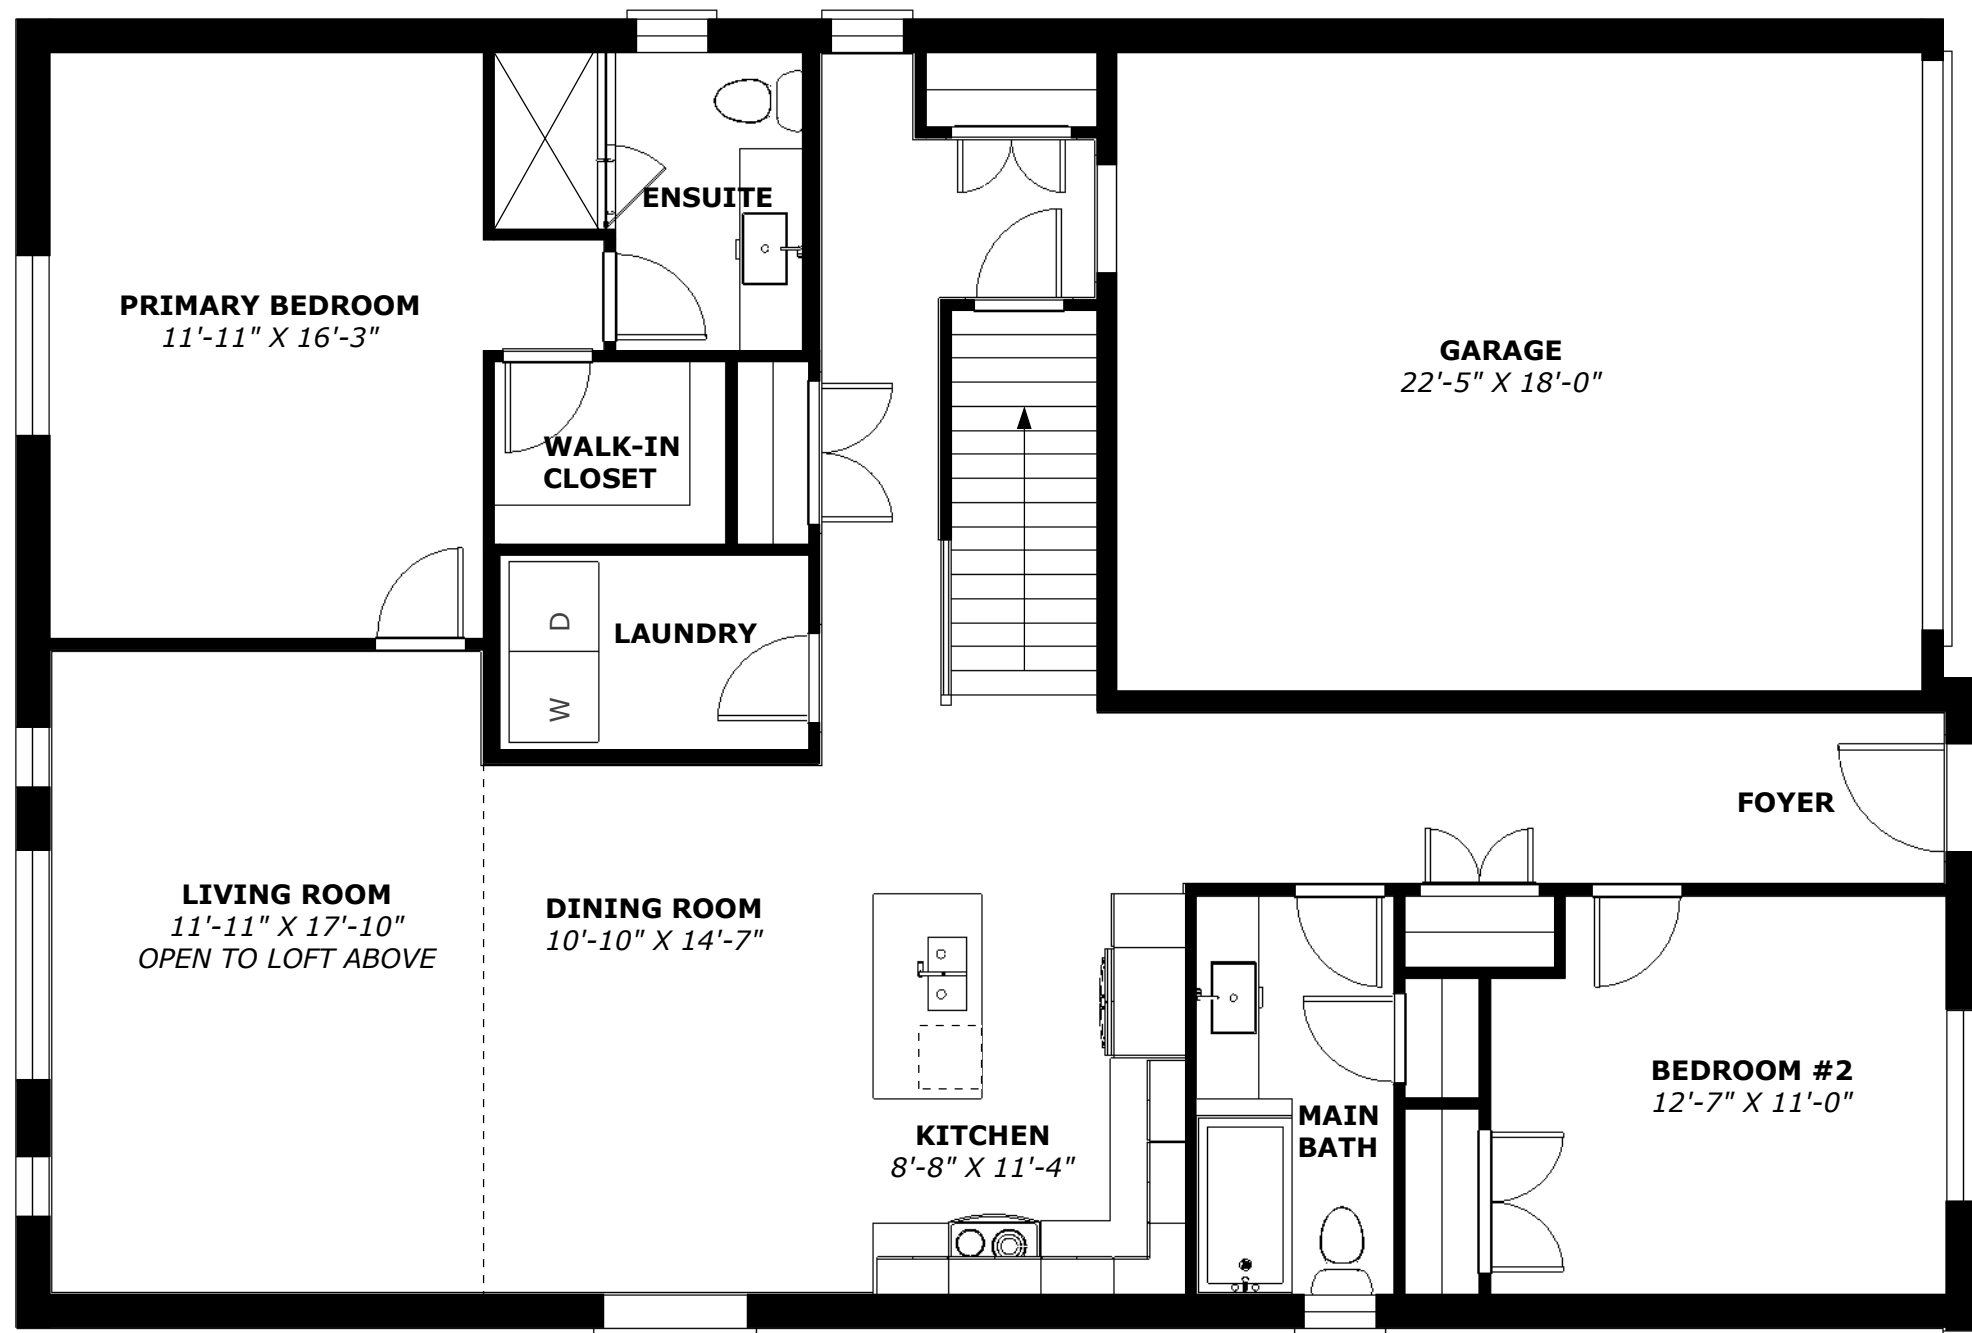 ENSUITE
PRIMARY BEDROOM
11'-11" X 16'-3"
GARAGE
22'-5" X 18'-0"
WALK-IN
CLOSET
D
LAUNDRY
W
FOYER
LIVING ROOM
11'-11" X 17'-10"
OPEN TO LOFT ABOVE
DINING ROOM
10'-10" X 14'-7"
BEDROOM #2
12'-7" X 11'-0"
MAIN
BATH
KITCHEN
8'-8" X 11'-4"